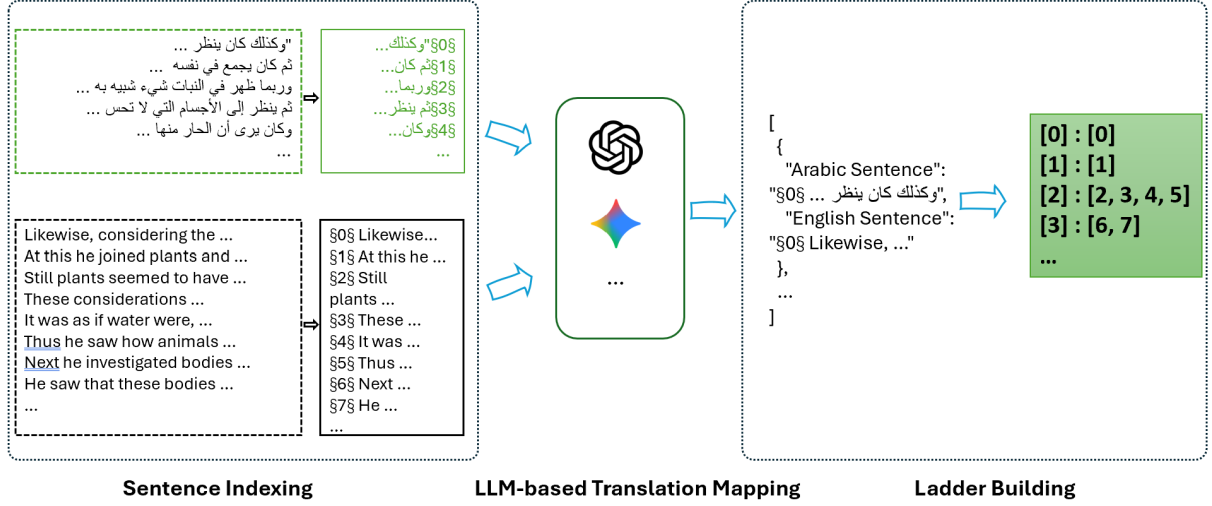 "وكذلك كان ينظر ...
ثم كان يجمع في نفسه ...
وربما ظهر في النبات شيء شبيه به ...
ثم ينظر إلى الأجسام التي لا تحس ...
وكان يرى أن الحار منها ...
...
§0§"وكذلك...
§1§ثم كان...
§2§وربما...
§3§ثم ينظر...
§4§وكان...
...
Likewise, considering the ...
At this he joined plants and ...
Still plants seemed to have ...
These considerations ...
It was as if water were, ...
Thus he saw how animals ...
Next he investigated bodies ...
He saw that these bodies ...
...
§0§ Likewise...
§1§ At this he ...
§2§ Still
plants ...
§3§ These ...
§4§ It was ...
§5§ Thus ...
§6§ Next ...
§7§ He ...
...
...
[
{
"Arabic Sentence":
"§0§ ... وكذلك كان ينظر",
"English Sentence":
"§0§ Likewise, ..."
},
...
]
[0] : [0]
[1] : [1]
[2] : [2, 3, 4, 5]
[3] : [6, 7]
...
Sentence Indexing
LLM-based Translation Mapping
Ladder Building